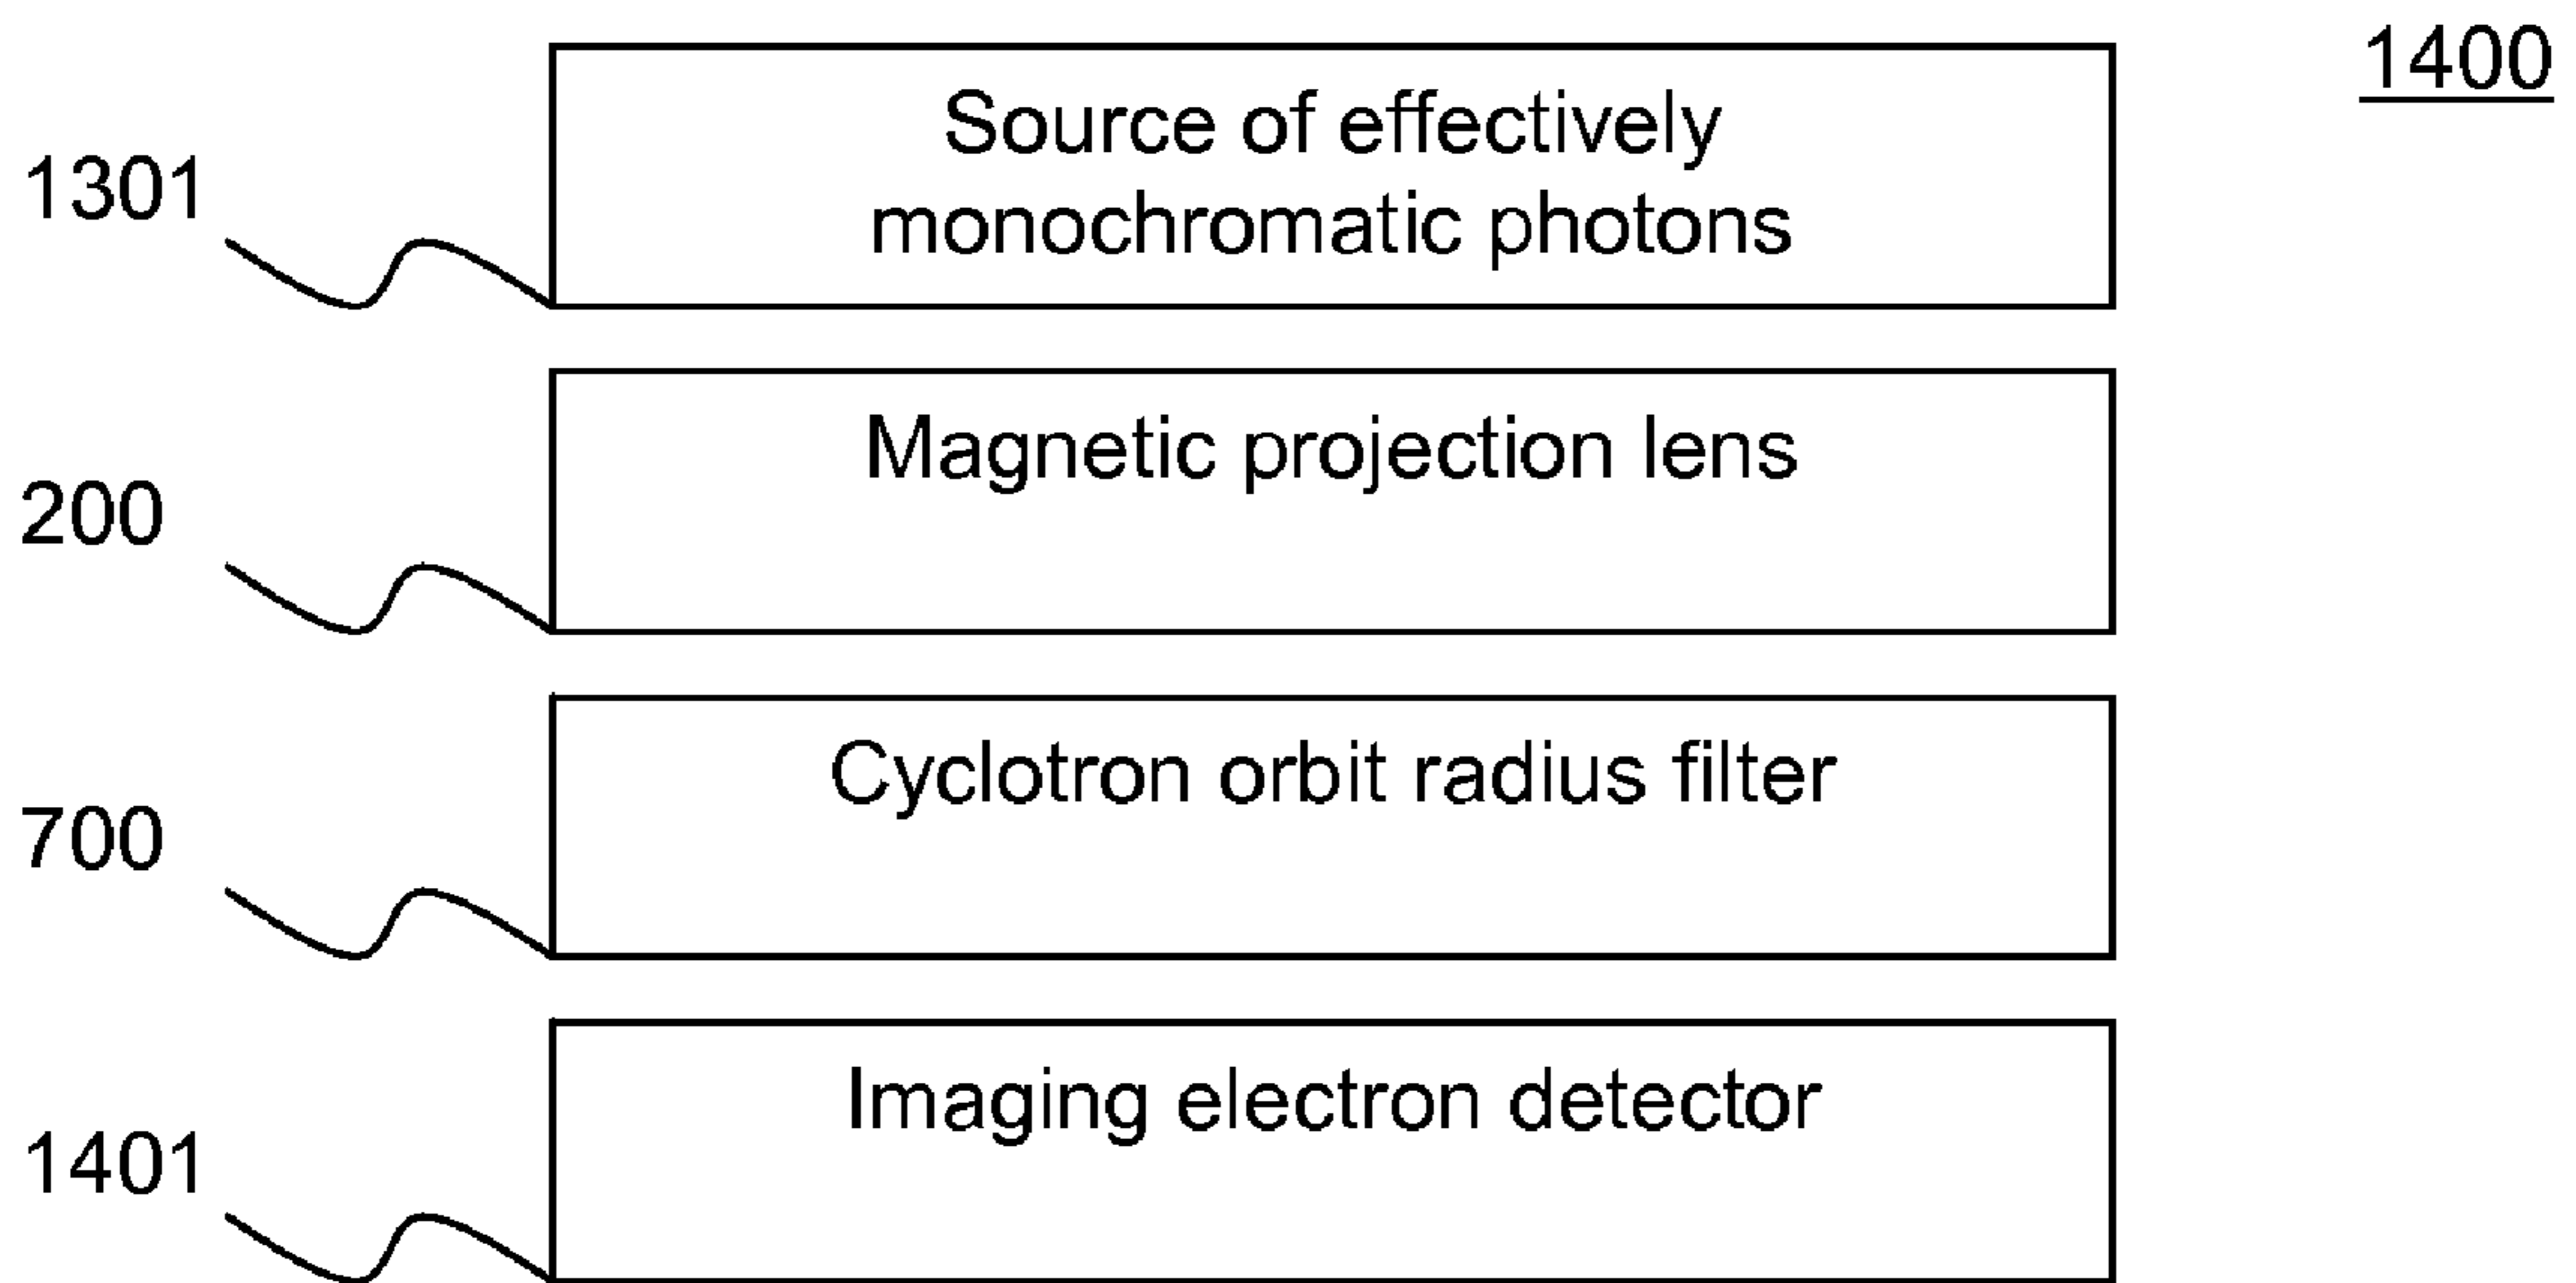 1400
Source of effectively
monochromatic photons
1301
Magnetic projection lens
200
Cyclotron orbit radius filter
700
Imaging electron detector
1401